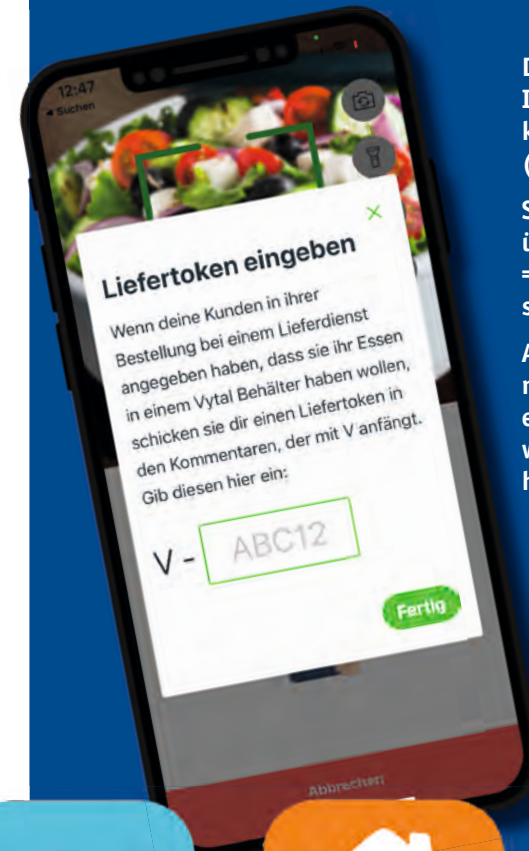 12:47
◂ Suchen
Liefertoken eingeben
Wenn deine Kunden in ihrer
Bestellung bei einem Lieferdienst
angegeben haben, dass sie ihr Essen
in einem Vytal Behälter haben wollen,
schicken sie dir einen Liefertoken in
den Kommentaren, der mit V anfängt.
Gib diesen hier ein:
V - ABC12
Fertig
Abbrechen